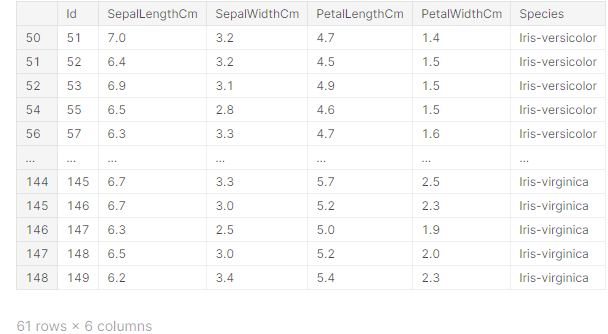 Id SepalLengthCm SepalWidthCm PetalLengthCm PetalWidthCm Species
50 51 7.0 3.2 4.7 1.4 Iris-versicolor
51 52 6.4 3.2 4.5 1.5 Iris-versicolor
52 53 6.9 3.1 4.9 1.5 Iris-versicolor
54 55 6.5 2.8 4.6 1.5 Iris-versicolor
56 57 6.3 3.3 4.7 1.6 Iris-versicolor
... ... ... ... ... ... ...
144 145 6.7 3.3 5.7 2.5 Iris-virginica
145 146 6.7 3.0 5.2 2.3 Iris-virginica
146 147 6.3 2.5 5.0 1.9 Iris-virginica
147 148 6.5 3.0 5.2 2.0 Iris-virginica
148 149 6.2 3.4 5.4 2.3 Iris-virginica
61 rows × 6 columns